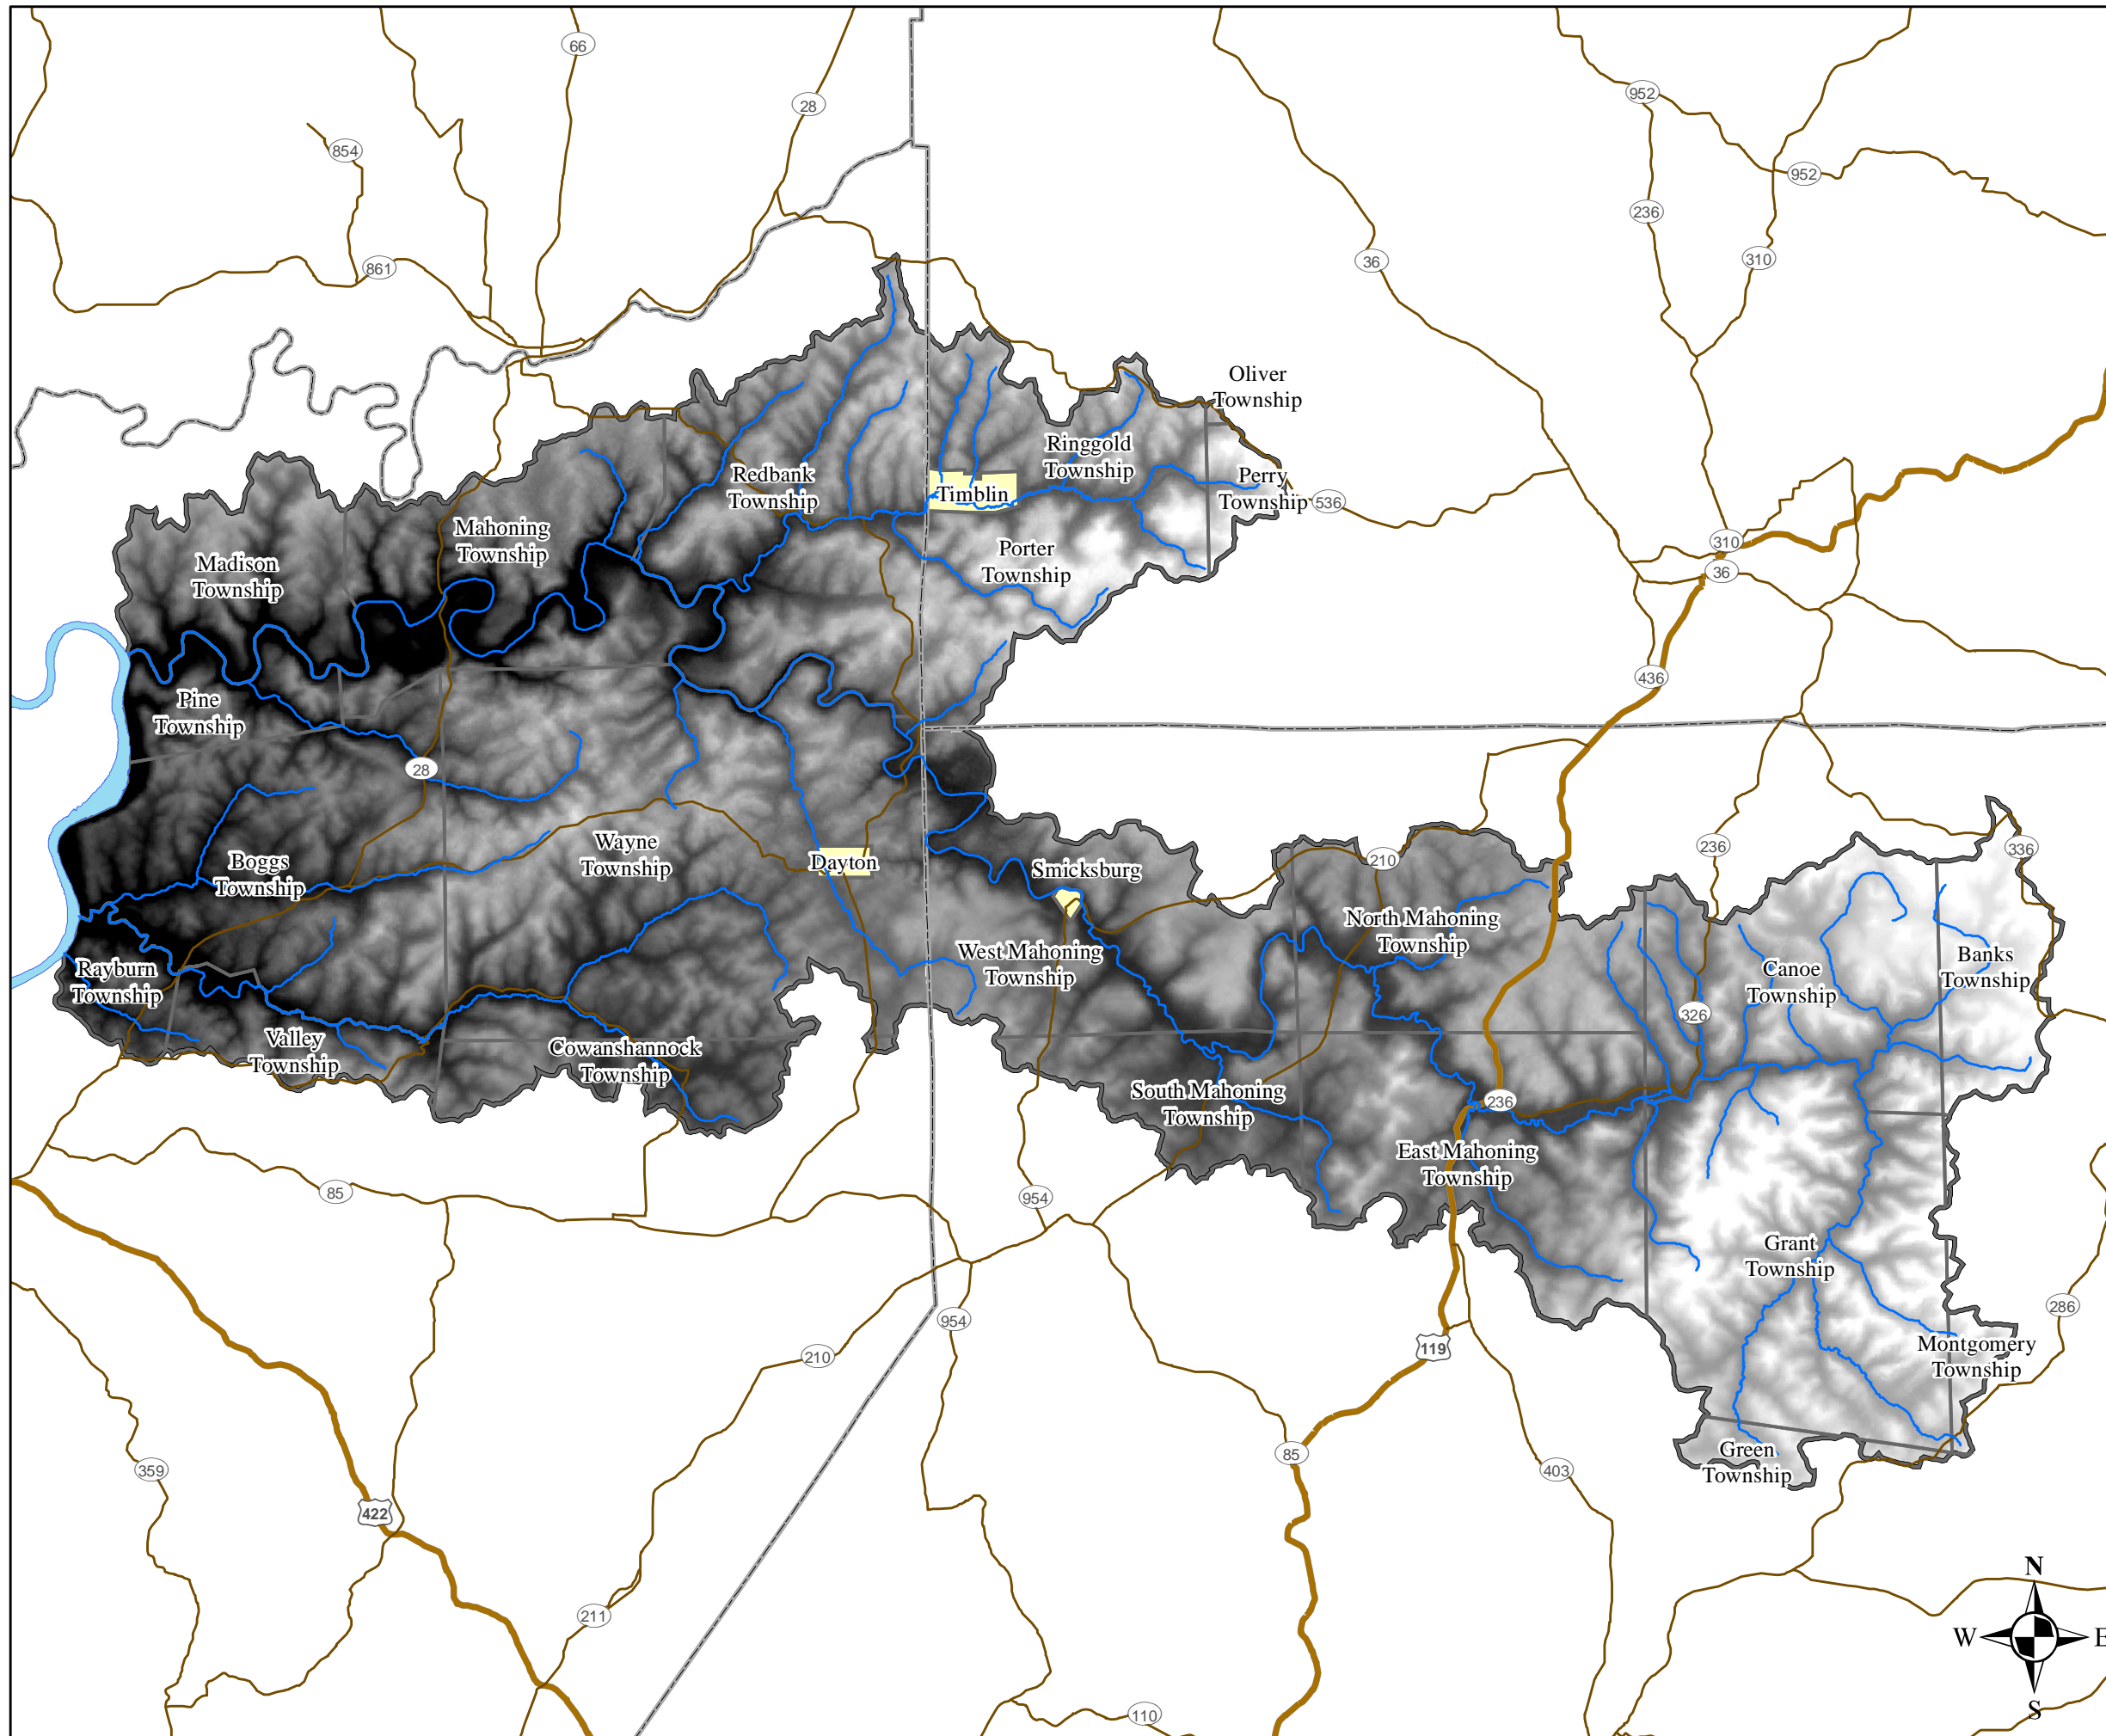 66
28
952
854
952
236
36
310
861
Oliver
Township
Ringgold
Township
Redbank
Township
Perry
Township
Timblin
536
Mahoning
Township
310
Porter
Township
Madison
Township
36
436
Pine
Township
28
Wayne
Township
236
336
210
Boggs
Township
Dayton
Smicksburg
North Mahoning
Township
West Mahoning
Township
Banks
Township
Canoe
Township
Rayburn
Township
326
Valley
Township
Cowanshannock
Township
South Mahoning
Township
236
East Mahoning
Township
85
954
Grant
Township
286
954
119
210
Montgomery
Township
85
Green
Township
359
403
422
N
211
W
E
S
110